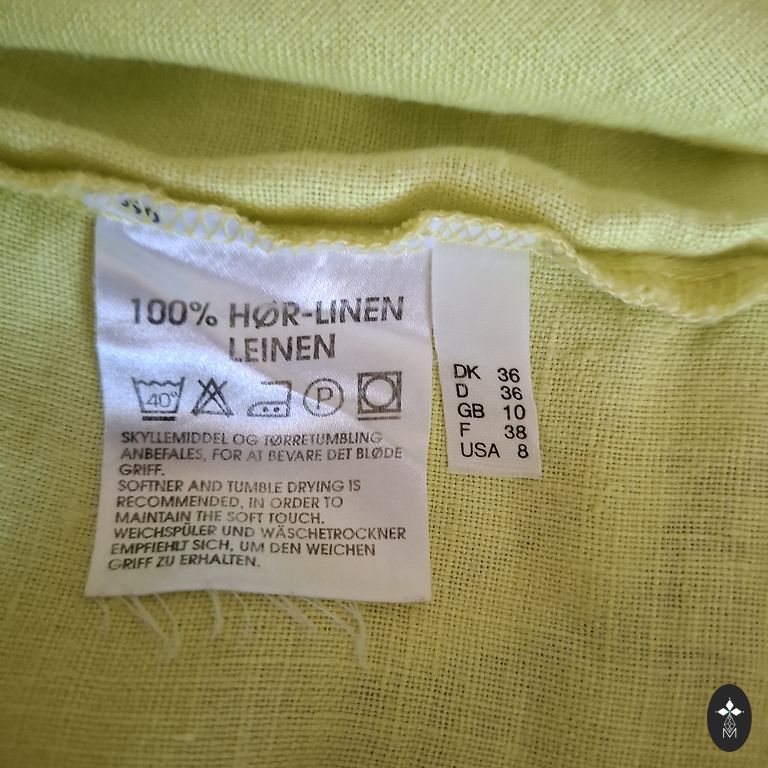 100% HØR-LINEN
LEINEN
40°
P
SKYLLEMIDDEL OG TØRRETUMBLING
ANBEFALES, FOR AT BEVARE DET BLØDE
GRIFF.
SOFTNER AND TUMBLE DRYING IS
RECOMMENDED, IN ORDER TO
MAINTAIN THE SOFT TOUCH.
WEICHSPÜLER UND WÄSCHETROCKNER
EMPFIEHLT SICH, UM DEN WEICHEN
GRIFF ZU ERHALTEN.
DK 36
D 36
GB 10
F 38
USA 8
M